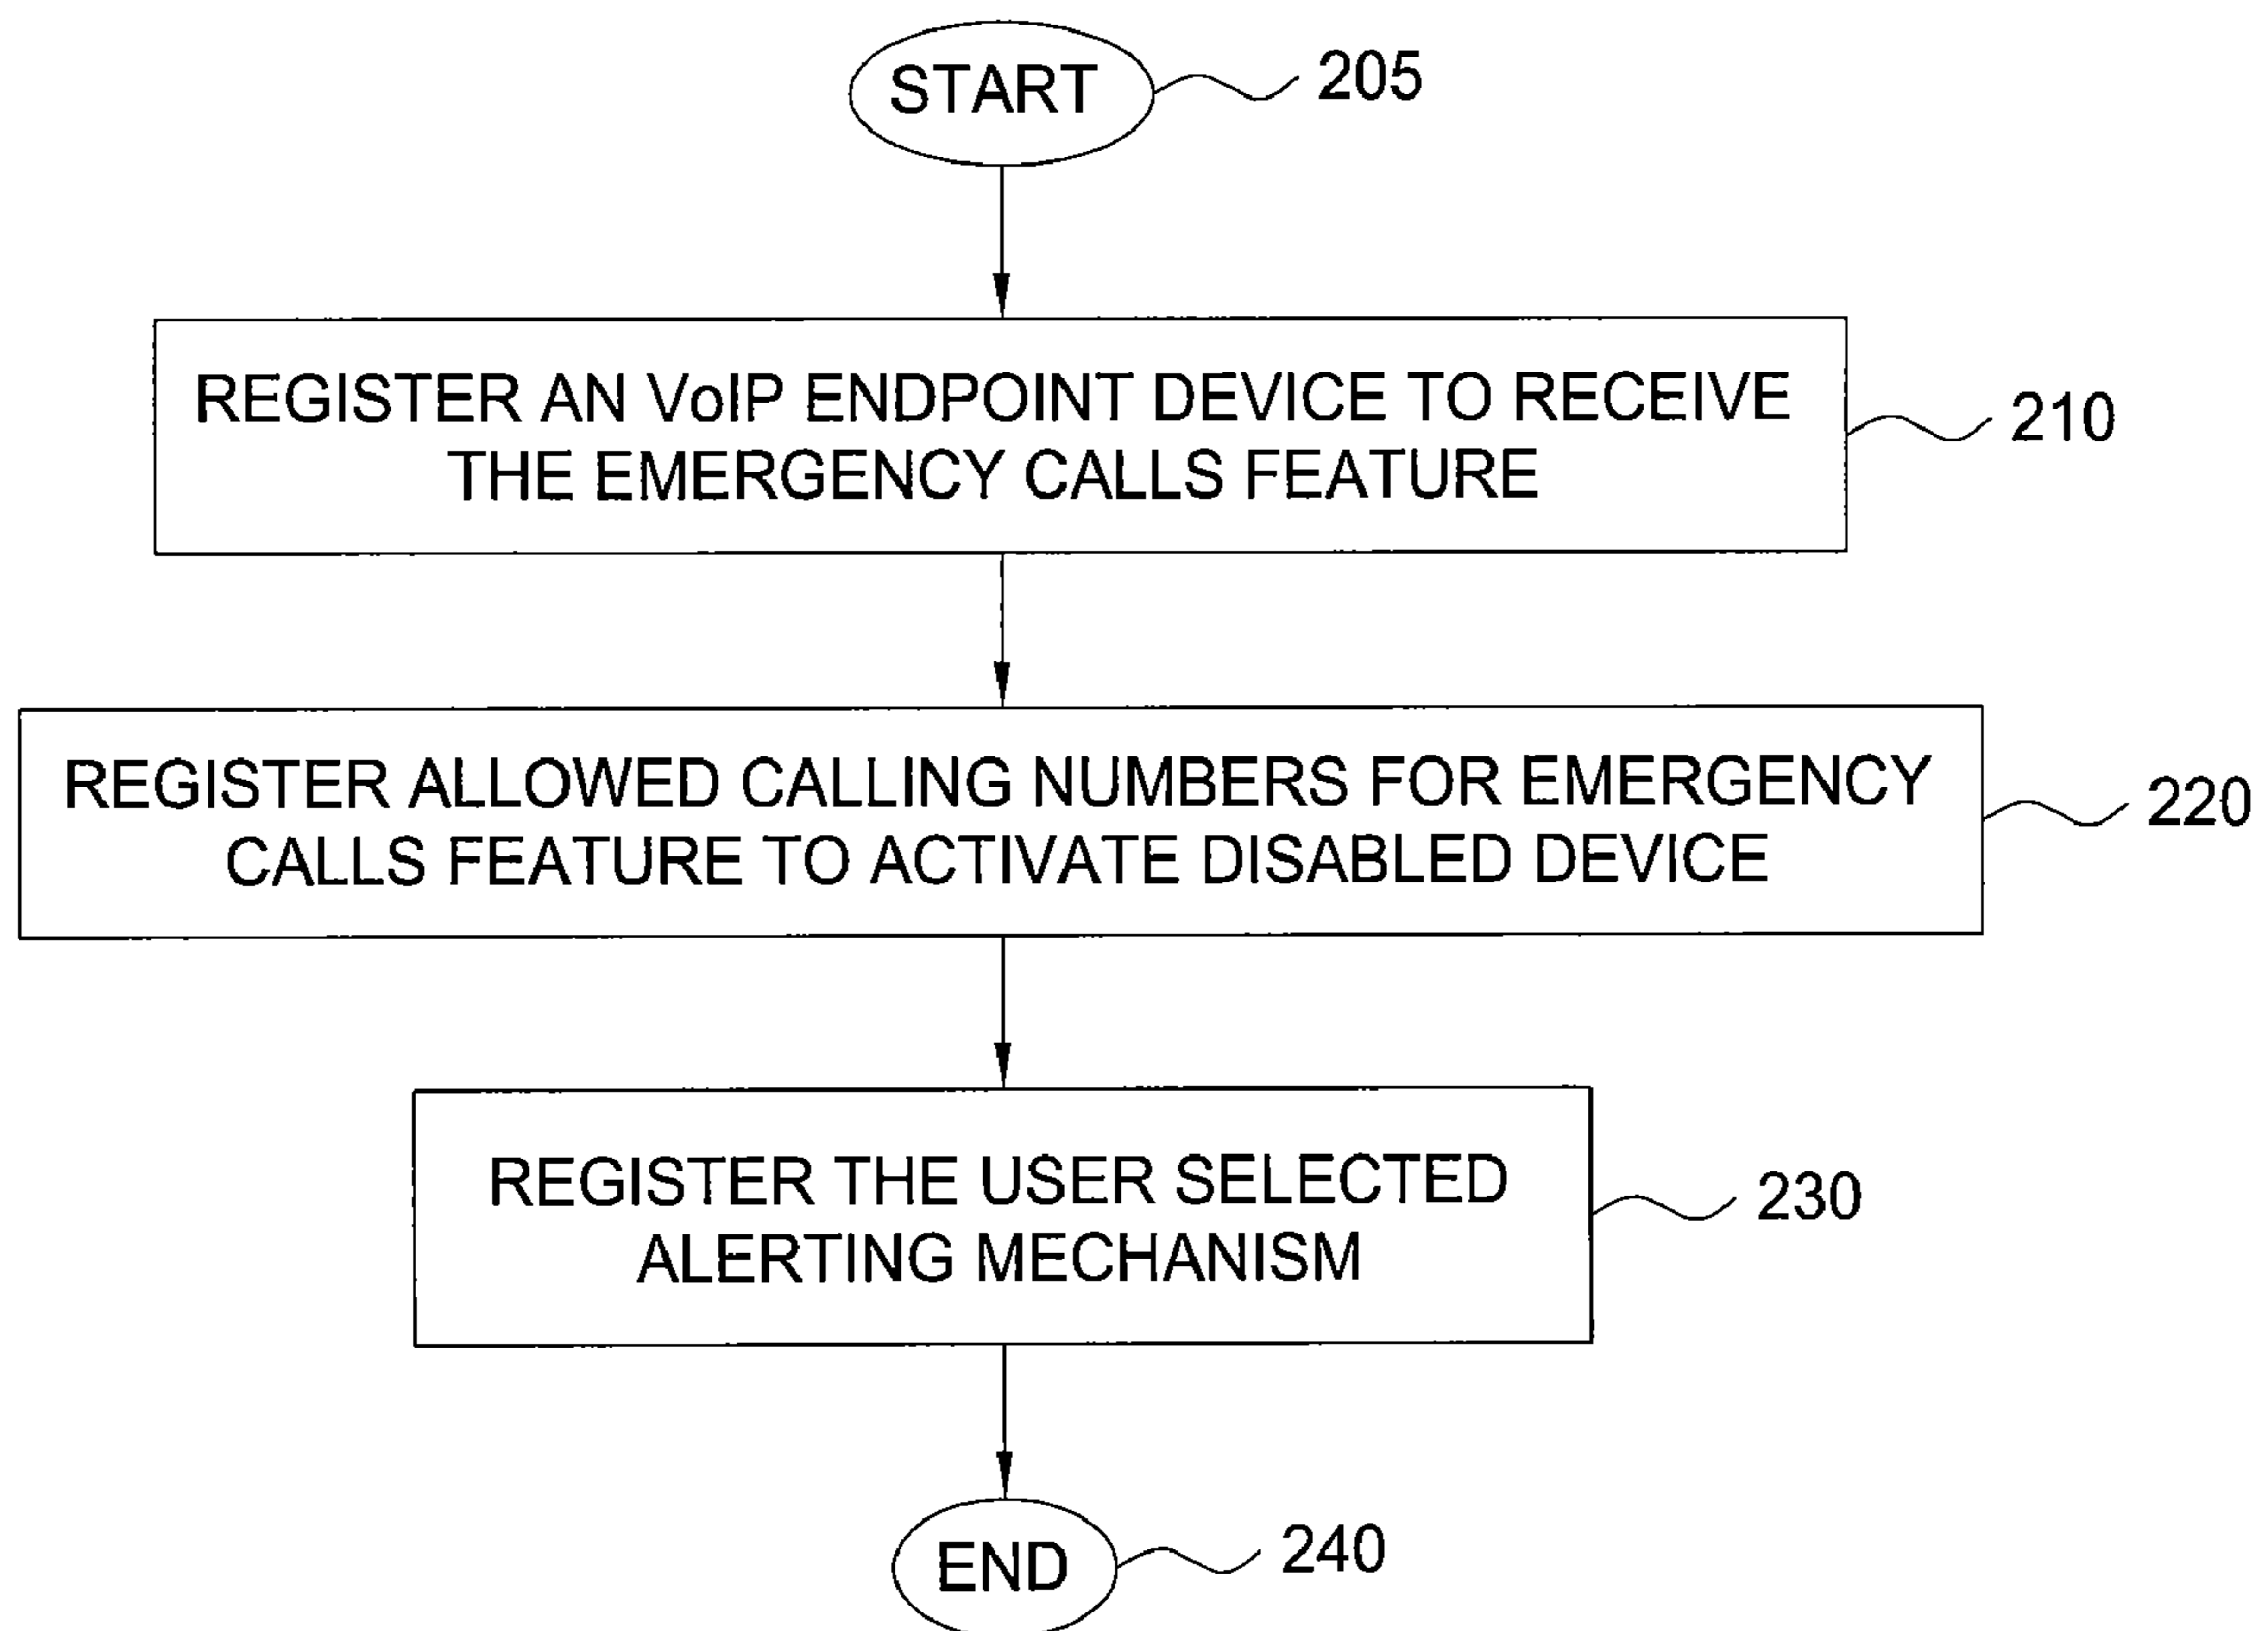 START
205
REGISTER AN VoIP ENDPOINT DEVICE TO RECEIVE
THE EMERGENCY CALLS FEATURE
210
REGISTER ALLOWED CALLING NUMBERS FOR EMERGENCY
CALLS FEATURE TO ACTIVATE DISABLED DEVICE
220
REGISTER THE USER SELECTED
ALERTING MECHANISM
230
END
240